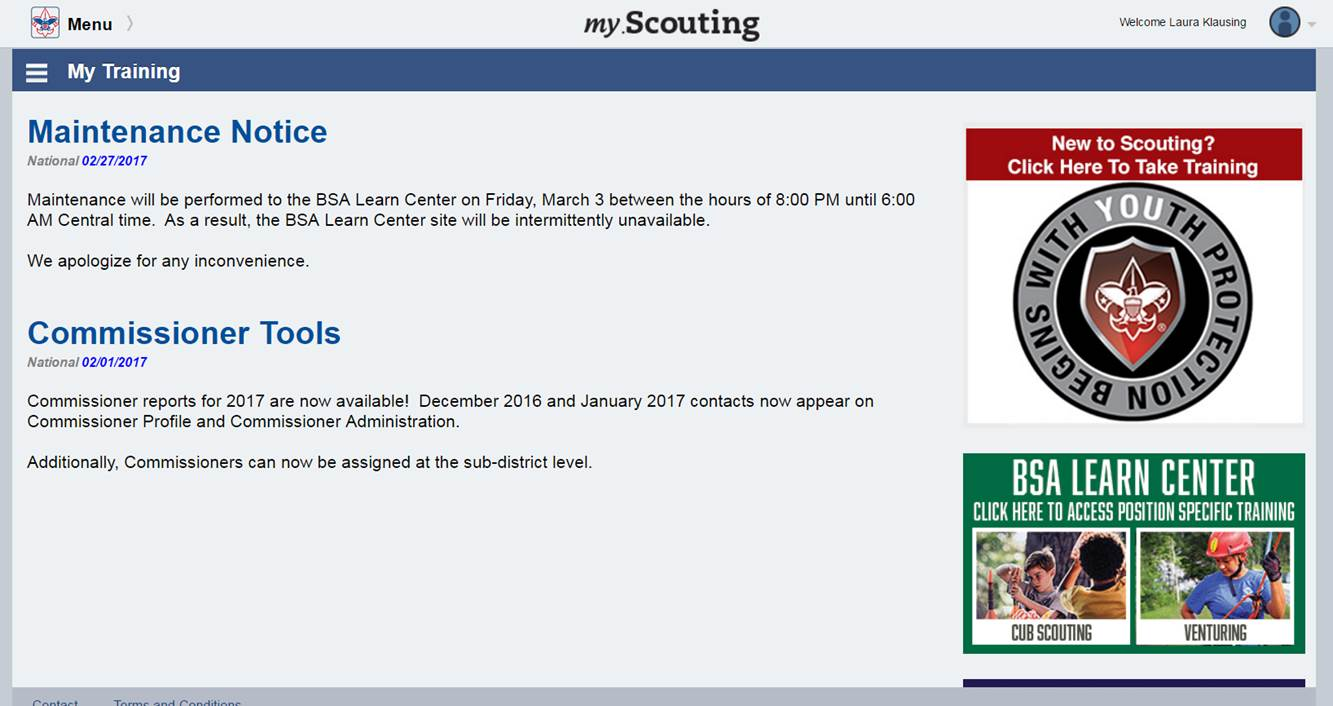 Menu
my.Scouting
Welcome Laura Klausing
My Training
Maintenance Notice
National 02/27/2017
Maintenance will be performed to the BSA Learn Center on Friday, March 3 between the hours of 8:00 PM until 6:00
AM Central time.  As a result, the BSA Learn Center site will be intermittently unavailable.
We apologize for any inconvenience.
Commissioner Tools
National 02/01/2017
Commissioner reports for 2017 are now available!  December 2016 and January 2017 contacts now appear on
Commissioner Profile and Commissioner Administration.
Additionally, Commissioners can now be assigned at the sub-district level.
New to Scouting?
Click Here To Take Training
YOUTH PROTECTION BEGINS WITH
®
BSA LEARN CENTER
CLICK HERE TO ACCESS POSITION SPECIFIC TRAINING
CUB SCOUTING
VENTURING
Contact
Terms and Conditions